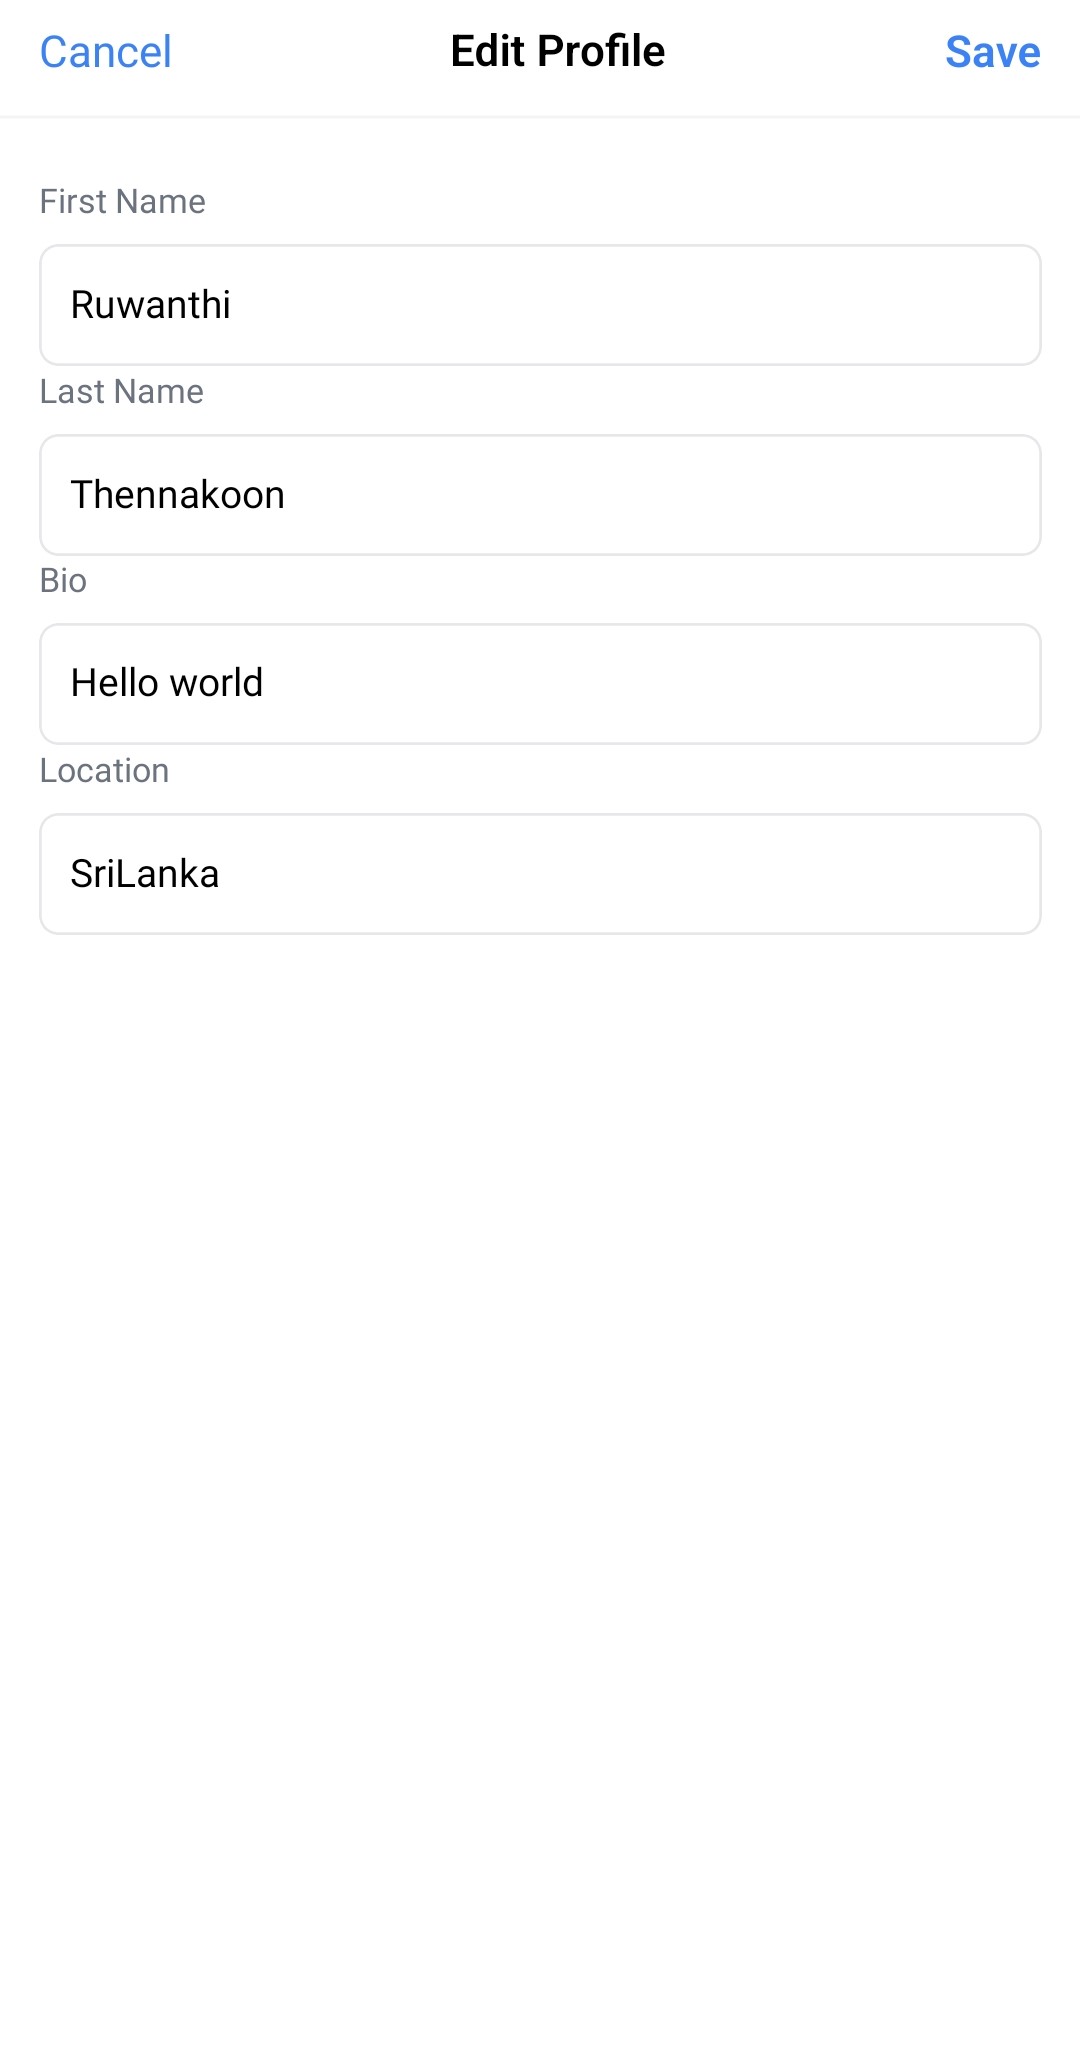 Cancel
Edit Profile
Save
First Name
Ruwanthi
Last Name
Thennakoon
Bio
Hello world
Location
SriLanka